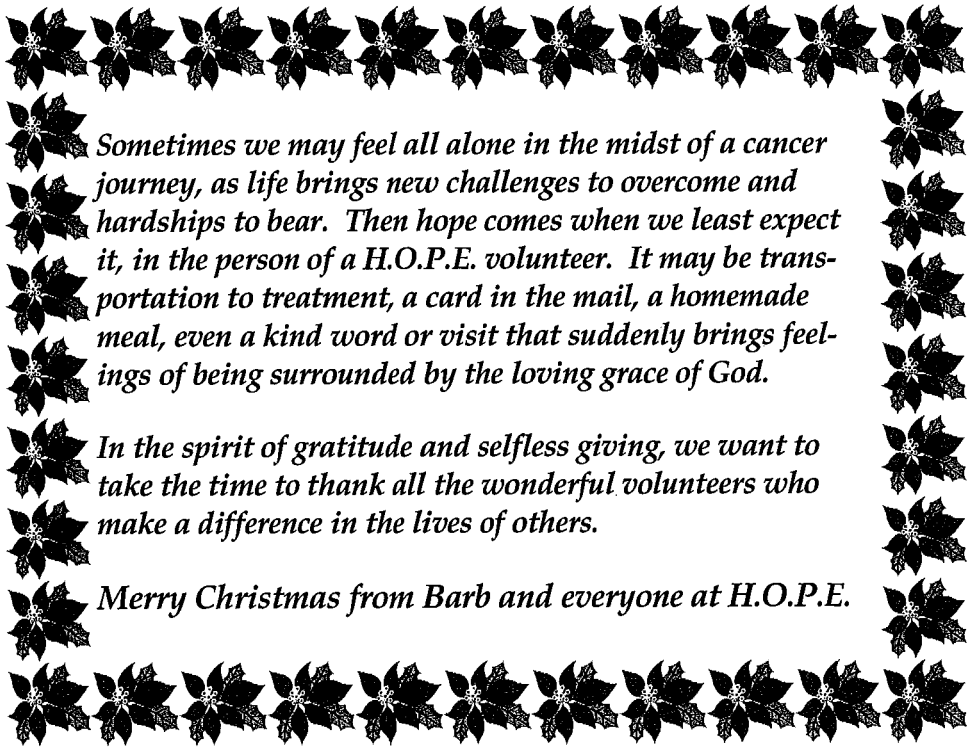 Sometimes we may feel all alone in the midst of a cancer
journey, as life brings new challenges to overcome and
hardships to bear.  Then hope comes when we least expect
it, in the person of a H.O.P.E. volunteer.  It may be trans-
portation to treatment, a card in the mail, a homemade
meal, even a kind word or visit that suddenly brings feel-
ings of being surrounded by the loving grace of God.

In the spirit of gratitude and selfless giving, we want to
take the time to thank all the wonderful volunteers who
make a difference in the lives of others.

Merry Christmas from Barb and everyone at H.O.P.E.